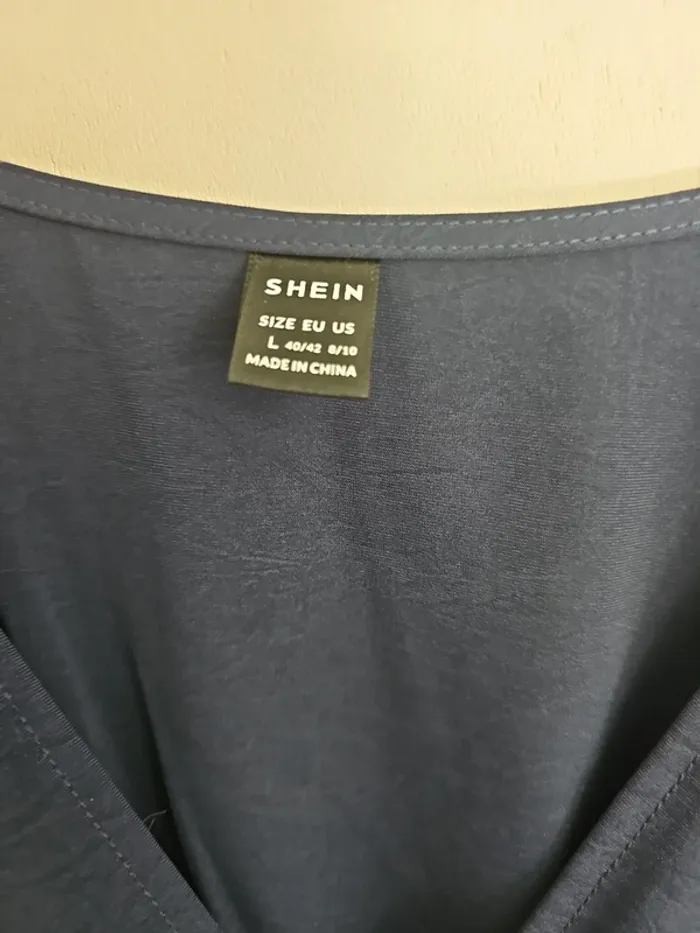 SHEIN
SIZE EU US
L 40/42 8/10
MADE IN CHINA